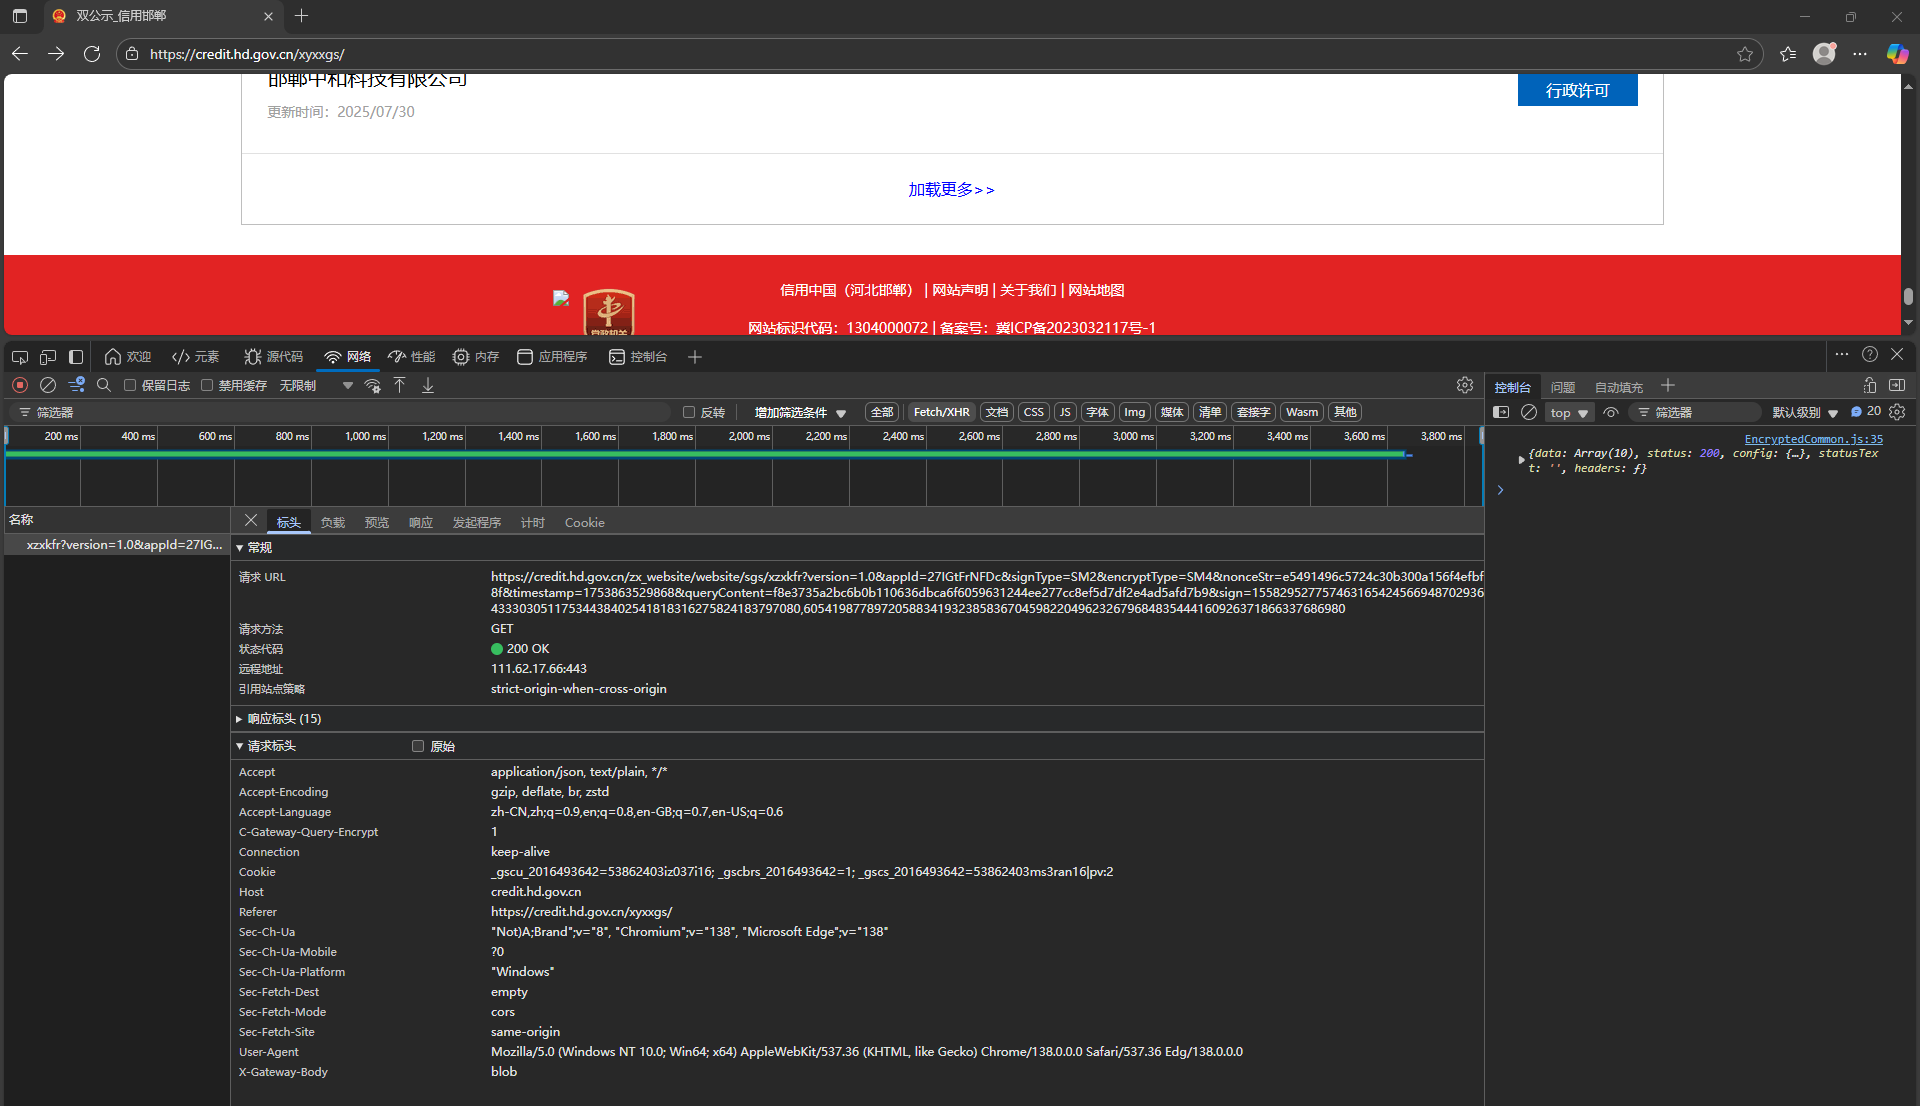 双公示_信用邯郸
https://credit.hd.gov.cn/xyxxgs/
邯郸中和科技有限公司
行政许可
更新时间：2025/07/30
加载更多>>
信用中国（河北邯郸） | 网站声明 | 关于我们 | 网站地图
网站标识代码：1304000072 | 备案号：冀ICP备2023032117号-1
欢迎 元素 源代码 网络 性能 内存 应用程序 控制台
保留日志 禁用缓存 无限制
筛选器 反转 增加筛选条件 全部 Fetch/XHR 文档 CSS JS 字体 Img 媒体 清单 套接字 Wasm 其他
200 ms 400 ms 600 ms 800 ms 1,000 ms 1,200 ms 1,400 ms 1,600 ms 1,800 ms 2,000 ms 2,200 ms 2,400 ms 2,600 ms 2,800 ms 3,000 ms 3,200 ms 3,400 ms 3,600 ms 3,800 ms
名称
xzxkfr?version=1.0&appId=27IG...
标头 负载 预览 响应 发起程序 计时 Cookie
常规
请求 URL
https://credit.hd.gov.cn/zx_website/website/sgs/xzxkfr?version=1.0&appId=27IGtFrNFDc&signType=SM2&encryptType=SM4&nonceStr=e5491496c5724c30b300a156f4efbf
8f&timestamp=1753863529868&queryContent=f8e3735a2bc6b0b110636dbca6f6059631244ee277cc8ef5d7df2e4ad5afd7b9&sign=155829527757463165424566948702936
43330305117534438402541818316275824183797080,60541987789720588341932385836704598220496232679684835444160926371866337686980
请求方法 GET
状态代码 200 OK
远程地址 111.62.17.66:443
引用站点策略 strict-origin-when-cross-origin
响应标头 (15)
请求标头 原始
Accept application/json, text/plain, */*
Accept-Encoding gzip, deflate, br, zstd
Accept-Language zh-CN,zh;q=0.9,en;q=0.8,en-GB;q=0.7,en-US;q=0.6
C-Gateway-Query-Encrypt 1
Connection keep-alive
Cookie _gscu_2016493642=53862403iz037i16; _gscbrs_2016493642=1; _gscs_2016493642=53862403ms3ran16|pv:2
Host credit.hd.gov.cn
Referer https://credit.hd.gov.cn/xyxxgs/
Sec-Ch-Ua "Not)A;Brand";v="8", "Chromium";v="138", "Microsoft Edge";v="138"
Sec-Ch-Ua-Mobile ?0
Sec-Ch-Ua-Platform "Windows"
Sec-Fetch-Dest empty
Sec-Fetch-Mode cors
Sec-Fetch-Site same-origin
User-Agent Mozilla/5.0 (Windows NT 10.0; Win64; x64) AppleWebKit/537.36 (KHTML, like Gecko) Chrome/138.0.0.0 Safari/537.36 Edg/138.0.0.0
X-Gateway-Body blob
控制台 问题 自动填充
top 筛选器 默认级别 20
EncryptedCommon.js:35
{data: Array(10), status: 200, config: {…}, statusTex
t: '', headers: ƒ}